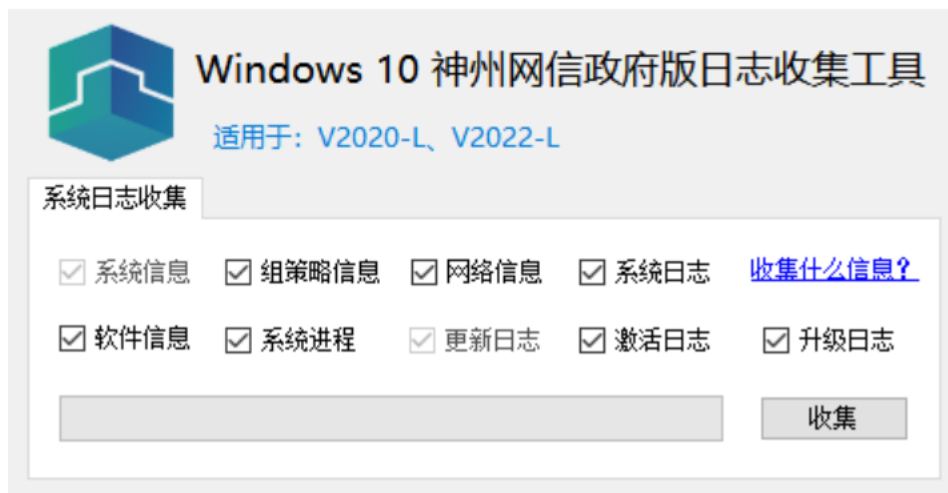 Windows 10 神州网信政府版日志收集工具
适用于：V2020-L、V2022-L
系统日志收集
系统信息 组策略信息 网络信息 系统日志 收集什么信息？
软件信息 系统进程 更新日志 激活日志 升级日志
收集